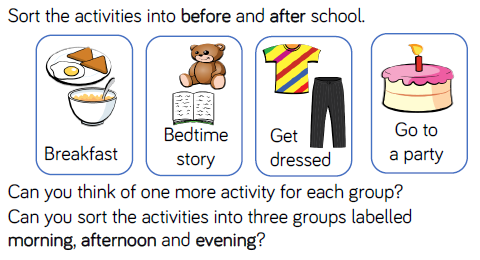 Sort the activities into before and after school.
Breakfast
Bedtime
story
Get
dressed
Go to
a party
Can you think of one more activity for each group?
Can you sort the activities into three groups labelled
morning, afternoon and evening?